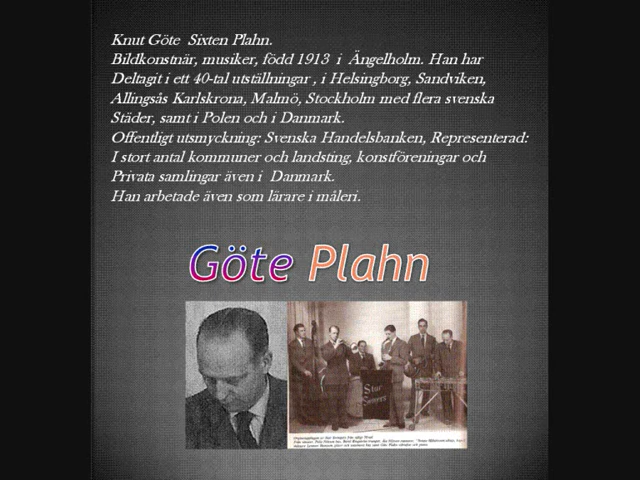 Knut Göte Sixten Plahn.
Bildkonstnär, musiker, född 1913 i Ängelholm. Han har
Deltagit i ett 40-tal utställningar , i Helsingborg, Sandviken,
Allingsås Karlskrona, Malmö, Stockholm med flera svenska
Städer, samt i Polen och i Danmark.
Offentligt utsmyckning: Svenska Handelsbanken, Representerad:
I stort antal kommuner och landsting, konstföreningar och
Privata samlingar även i Danmark.
Han arbetade även som lärare i måleri.
Göte Plahn
Star